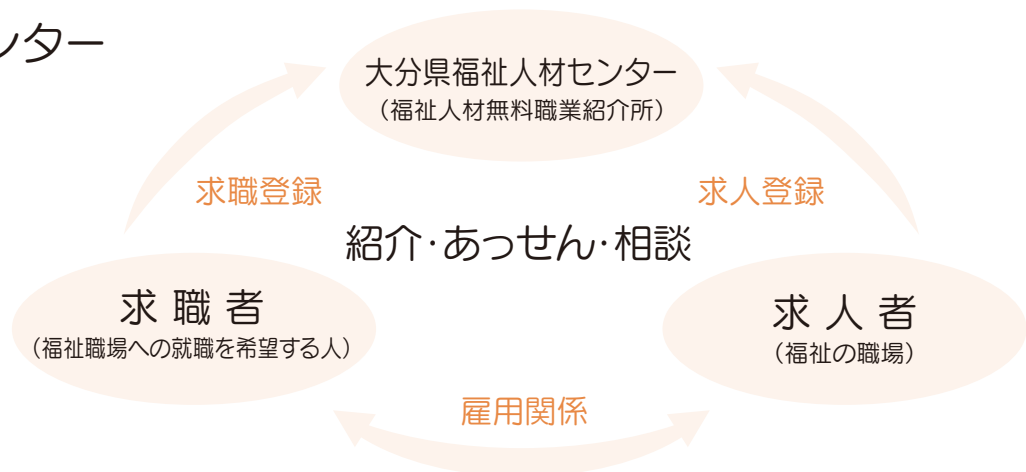 ンター
大分県福祉人材センター
（福祉人材無料職業紹介所）
求職登録
求人登録
紹介・あっせん・相談
求職者
（福祉職場への就職を希望する人）
求人者
（福祉の職場）
雇用関係